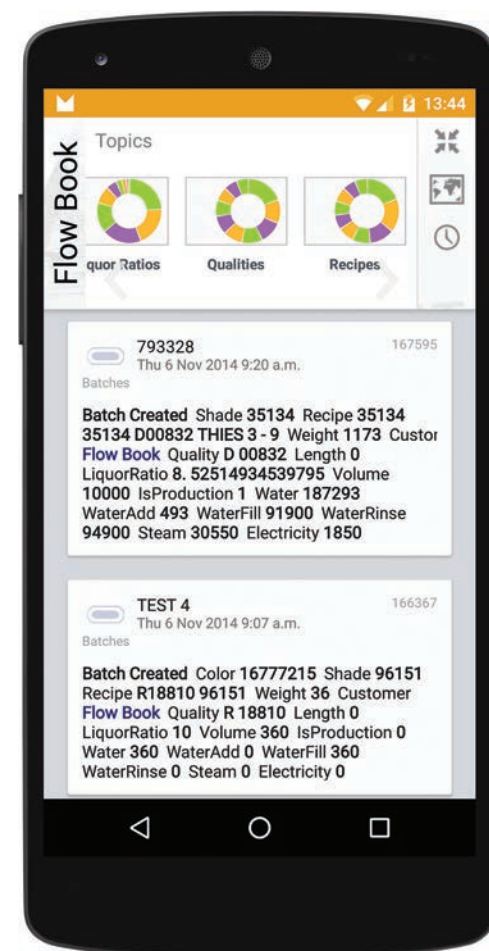 13:44
Flow Book
Topics
quor Ratios
Qualities
Recipes
793328
167595
Thu 6 Nov 2014 9:20 a.m.
Batches
Batch Created Shade 35134 Recipe 35134
35134 D00832 THIES 3 - 9 Weight 1173 Custor
Flow Book Quality D 00832 Length 0
LiquorRatio 8. 52514934539795 Volume
10000 IsProduction 1 Water 187293
WaterAdd 493 WaterFill 91900 WaterRinse
94900 Steam 30550 Electricity 1850
TEST 4
166367
Thu 6 Nov 2014 9:07 a.m.
Batches
Batch Created Color 16777215 Shade 96151
Recipe R18810 96151 Weight 36 Customer
Flow Book Quality R 18810 Length 0
LiquorRatio 10 Volume 360 IsProduction 0
Water 360 WaterAdd 0 WaterFill 360
WaterRinse 0 Steam 0 Electricity 0